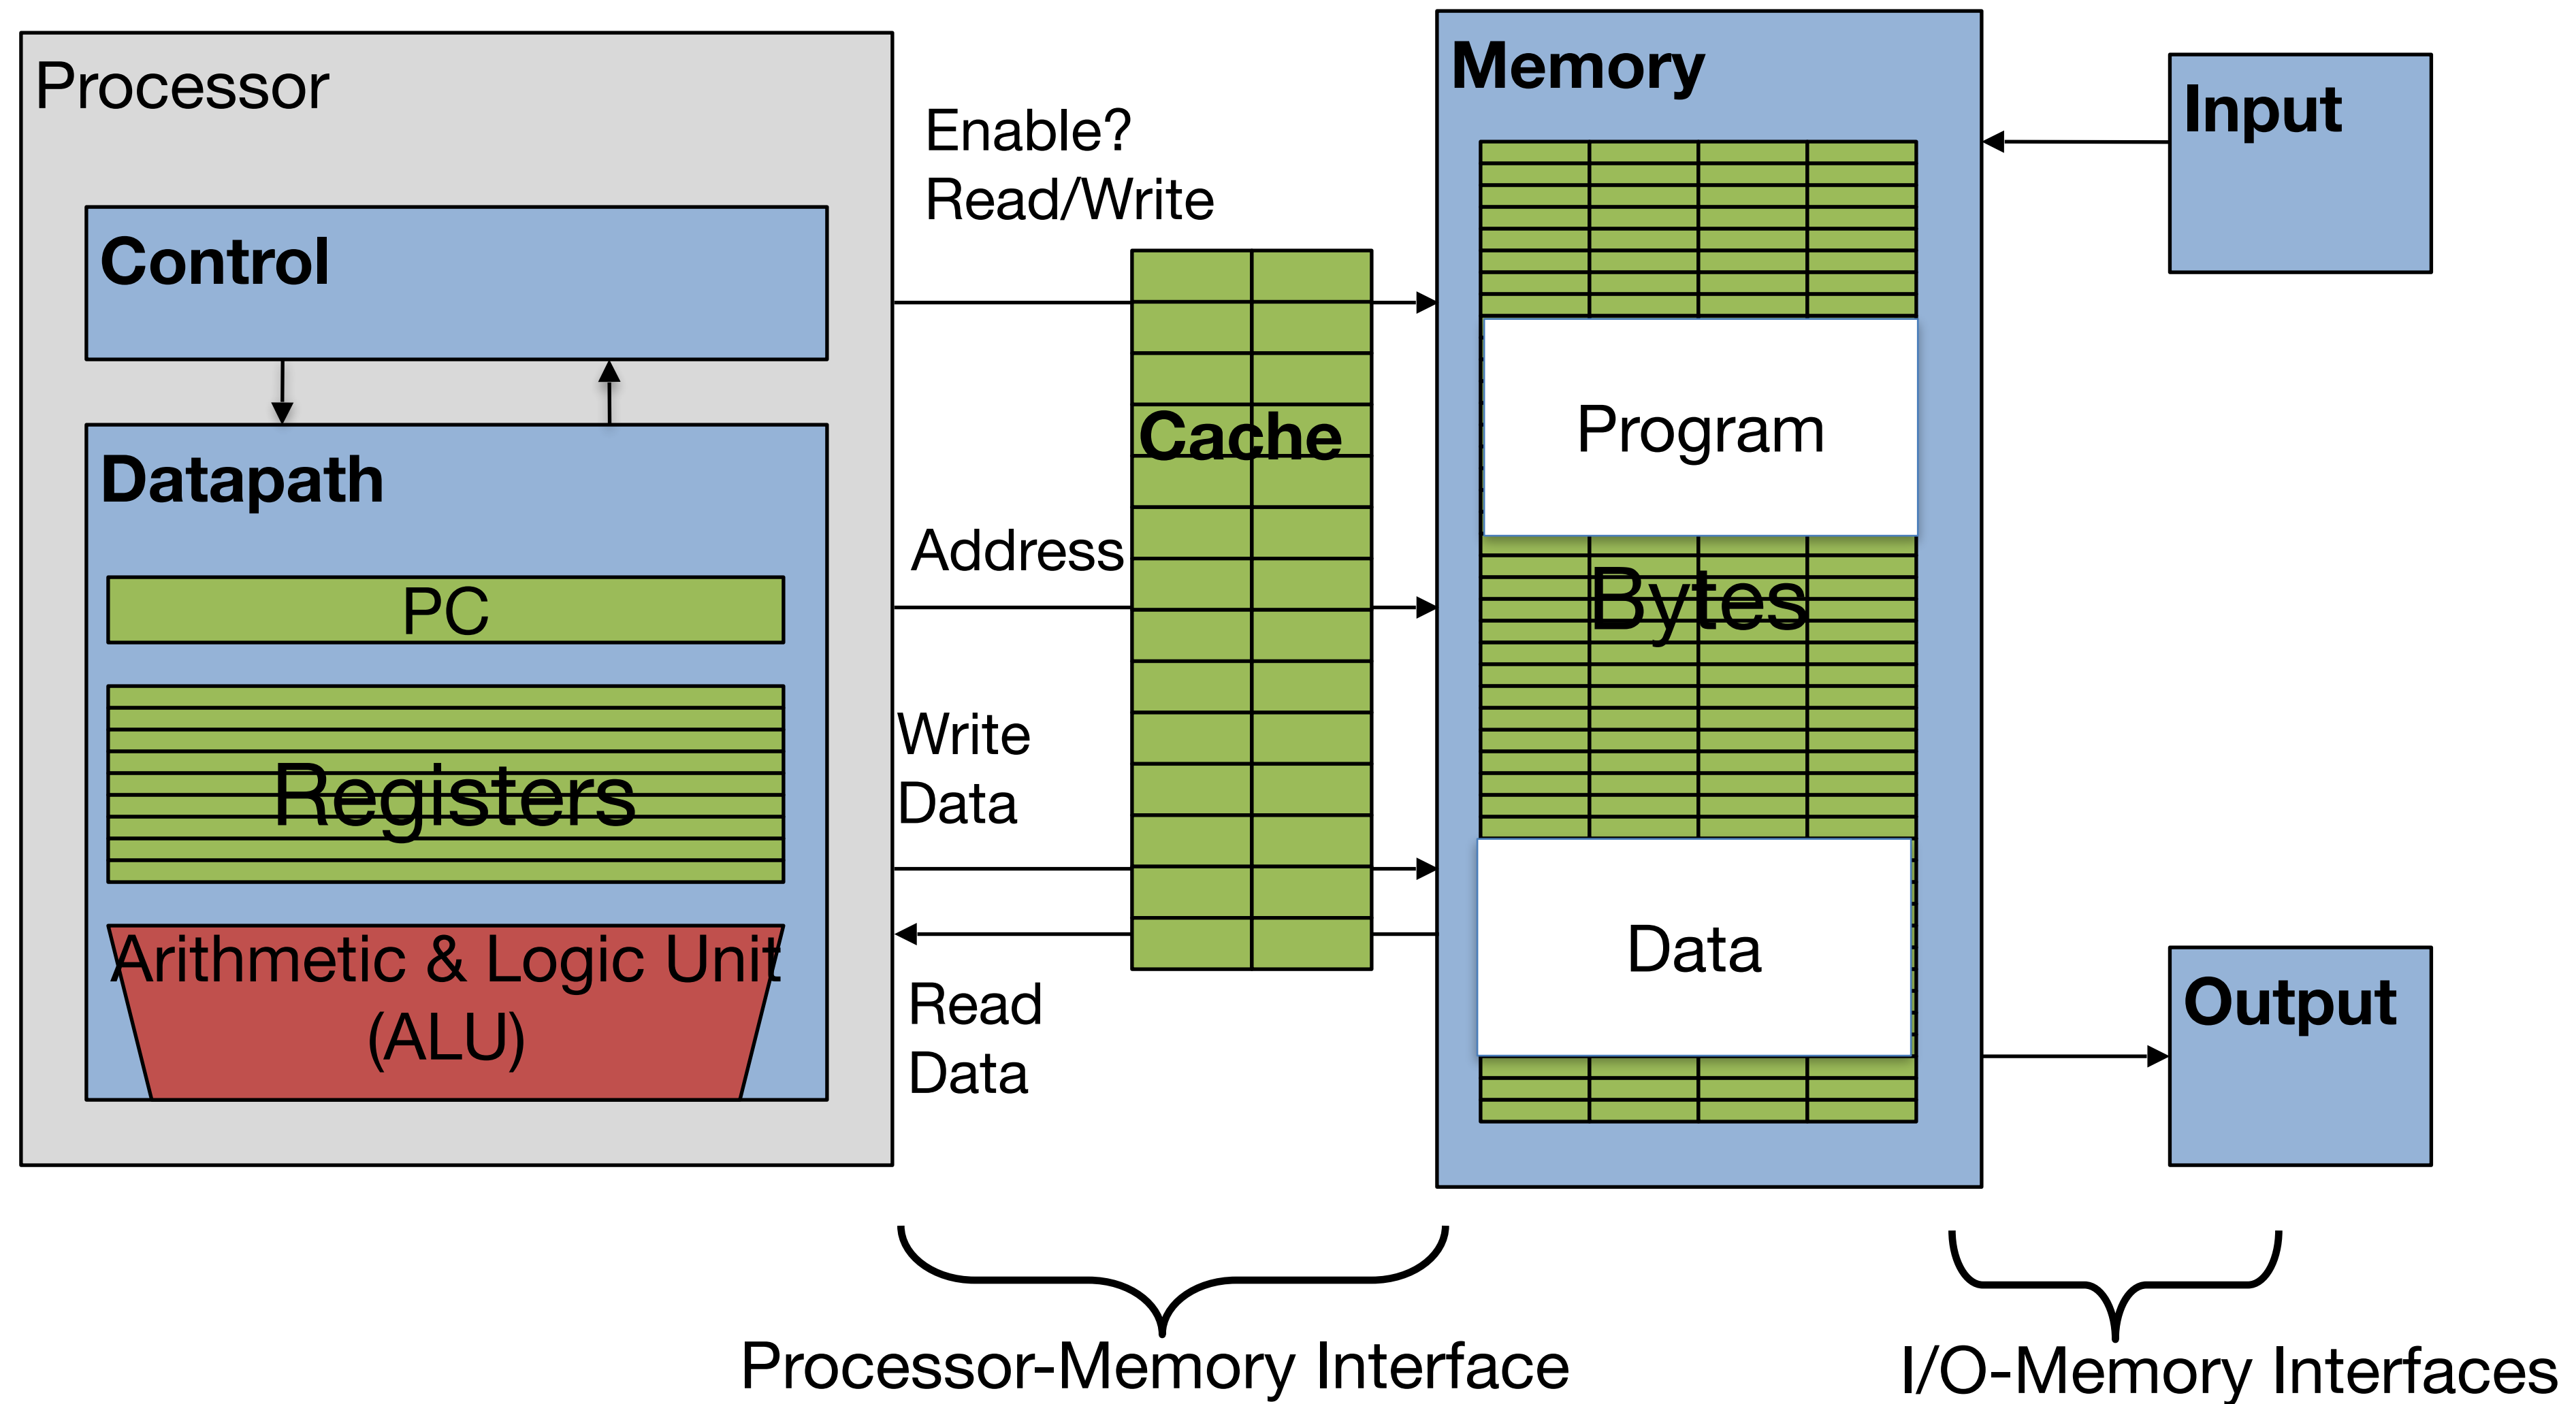 Processor
Control
Datapath
PC
Registers
Arithmetic & Logic Unit
(ALU)
Enable?
Read/Write
Cache
Address
Write
Data
Read
Data
Memory
Program
Bytes
Data
Input
Output
Processor-Memory Interface
I/O-Memory Interfaces